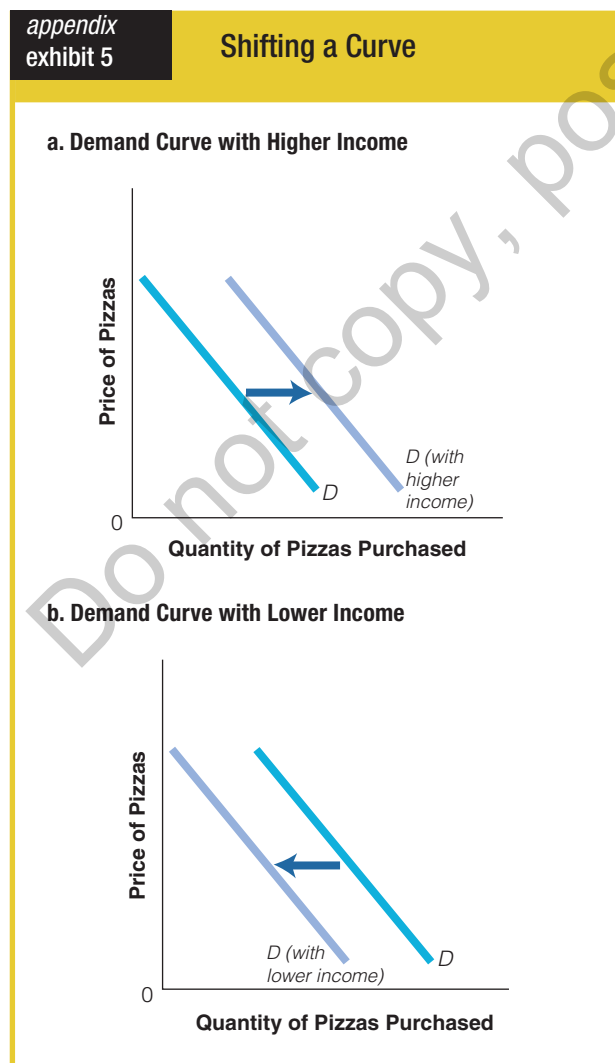 appendix
exhibit 5
Shifting a Curve
a. Demand Curve with Higher Income
Price of Pizzas
D (with
higher
income)
D
0
Quantity of Pizzas Purchased
b. Demand Curve with Lower Income
Price of Pizzas
D (with
lower income)
D
0
Quantity of Pizzas Purchased
Do not copy, pos